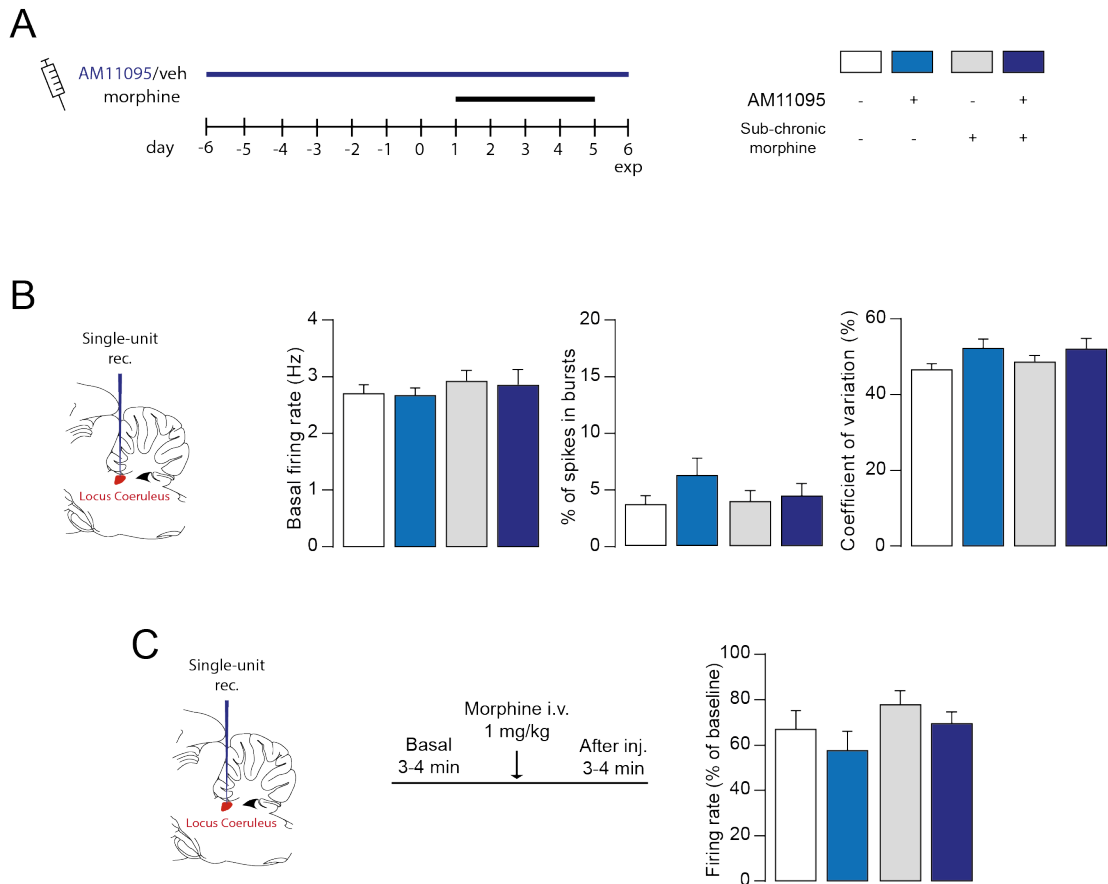 A
AM11095/veh
morphine
day
-6 -5 -4 -3 -2 -1 0 1 2 3 4 5 6
exp
AM11095 - + - +
Sub-chronic
morphine - - + +
B
Single-unit
rec.
Locus Coeruleus
Basal firing rate (Hz)
4
3
2
1
0
% of spikes in bursts
20
15
10
5
0
Coefficient of variation (%)
60
40
20
0
C
Single-unit
rec.
Locus Coeruleus
Morphine i.v.
1 mg/kg
Basal
3-4 min
After inj.
3-4 min
Firing rate (% of baseline)
100
80
60
40
20
0